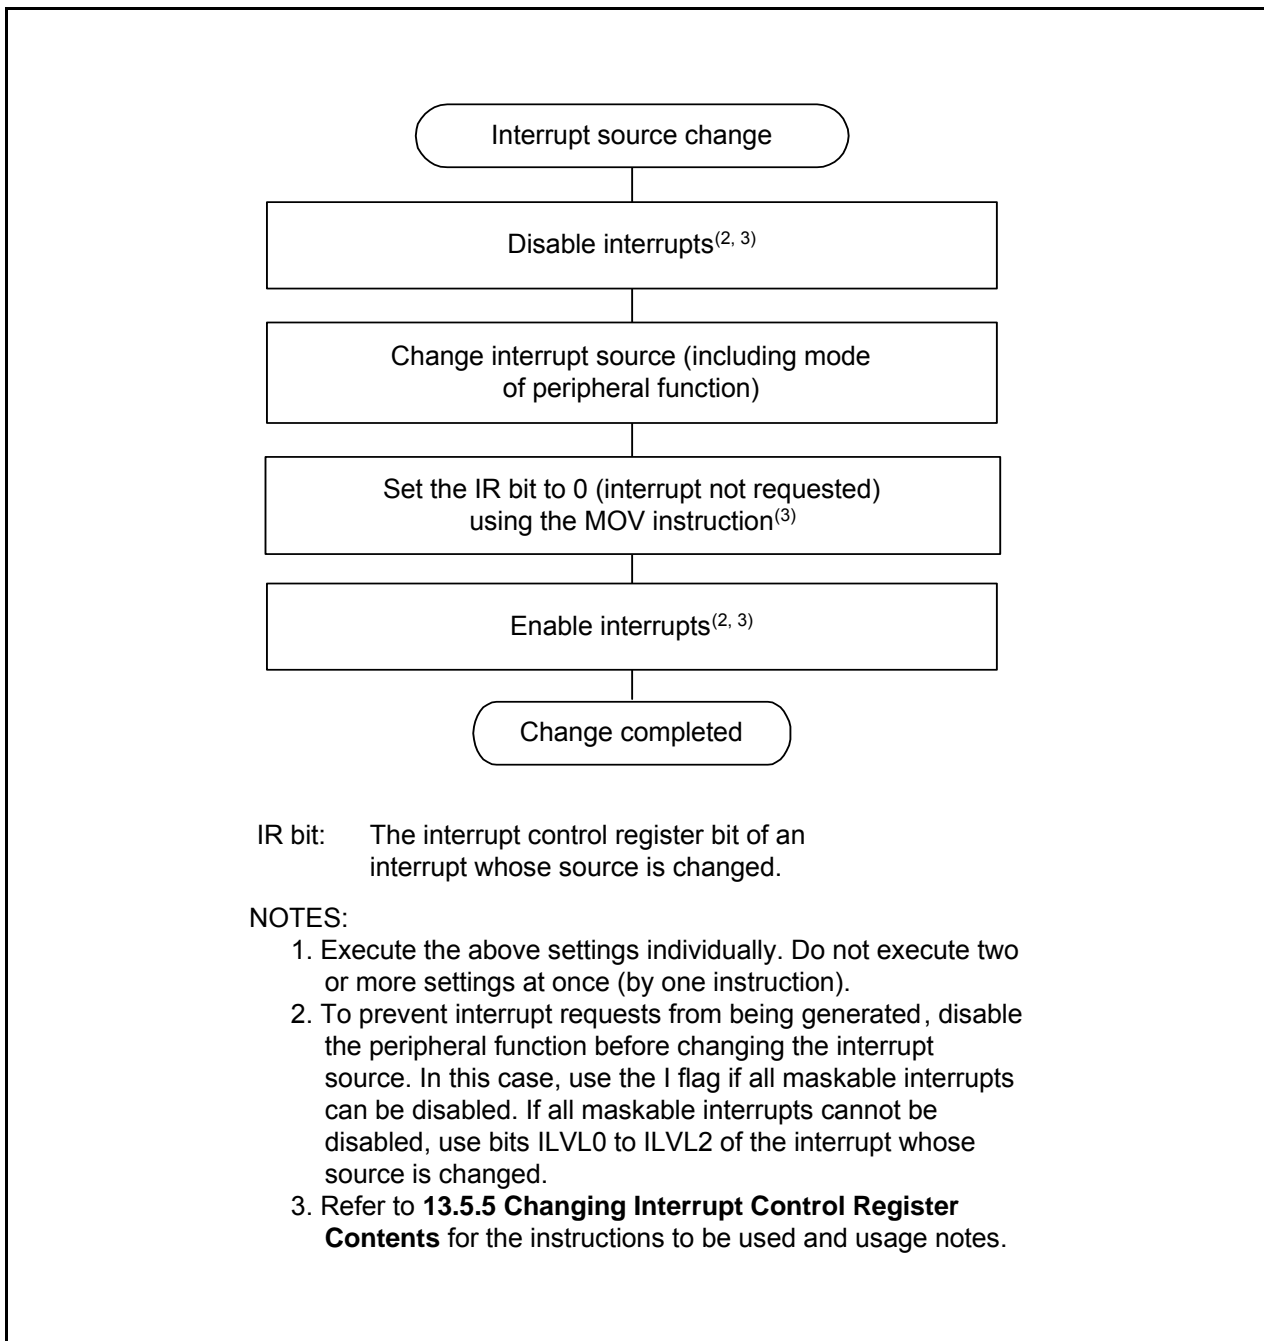 Interrupt source change
Disable interrupts(2, 3)
Change interrupt source (including mode
of peripheral function)
Set the IR bit to 0 (interrupt not requested)
using the MOV instruction(3)
Enable interrupts(2, 3)
Change completed
IR bit: The interrupt control register bit of an
interrupt whose source is changed.
NOTES:
1. Execute the above settings individually. Do not execute two
or more settings at once (by one instruction).
2. To prevent interrupt requests from being generated, disable
the peripheral function before changing the interrupt
source. In this case, use the I flag if all maskable interrupts
can be disabled. If all maskable interrupts cannot be
disabled, use bits ILVL0 to ILVL2 of the interrupt whose
source is changed.
3. Refer to 13.5.5 Changing Interrupt Control Register
Contents for the instructions to be used and usage notes.